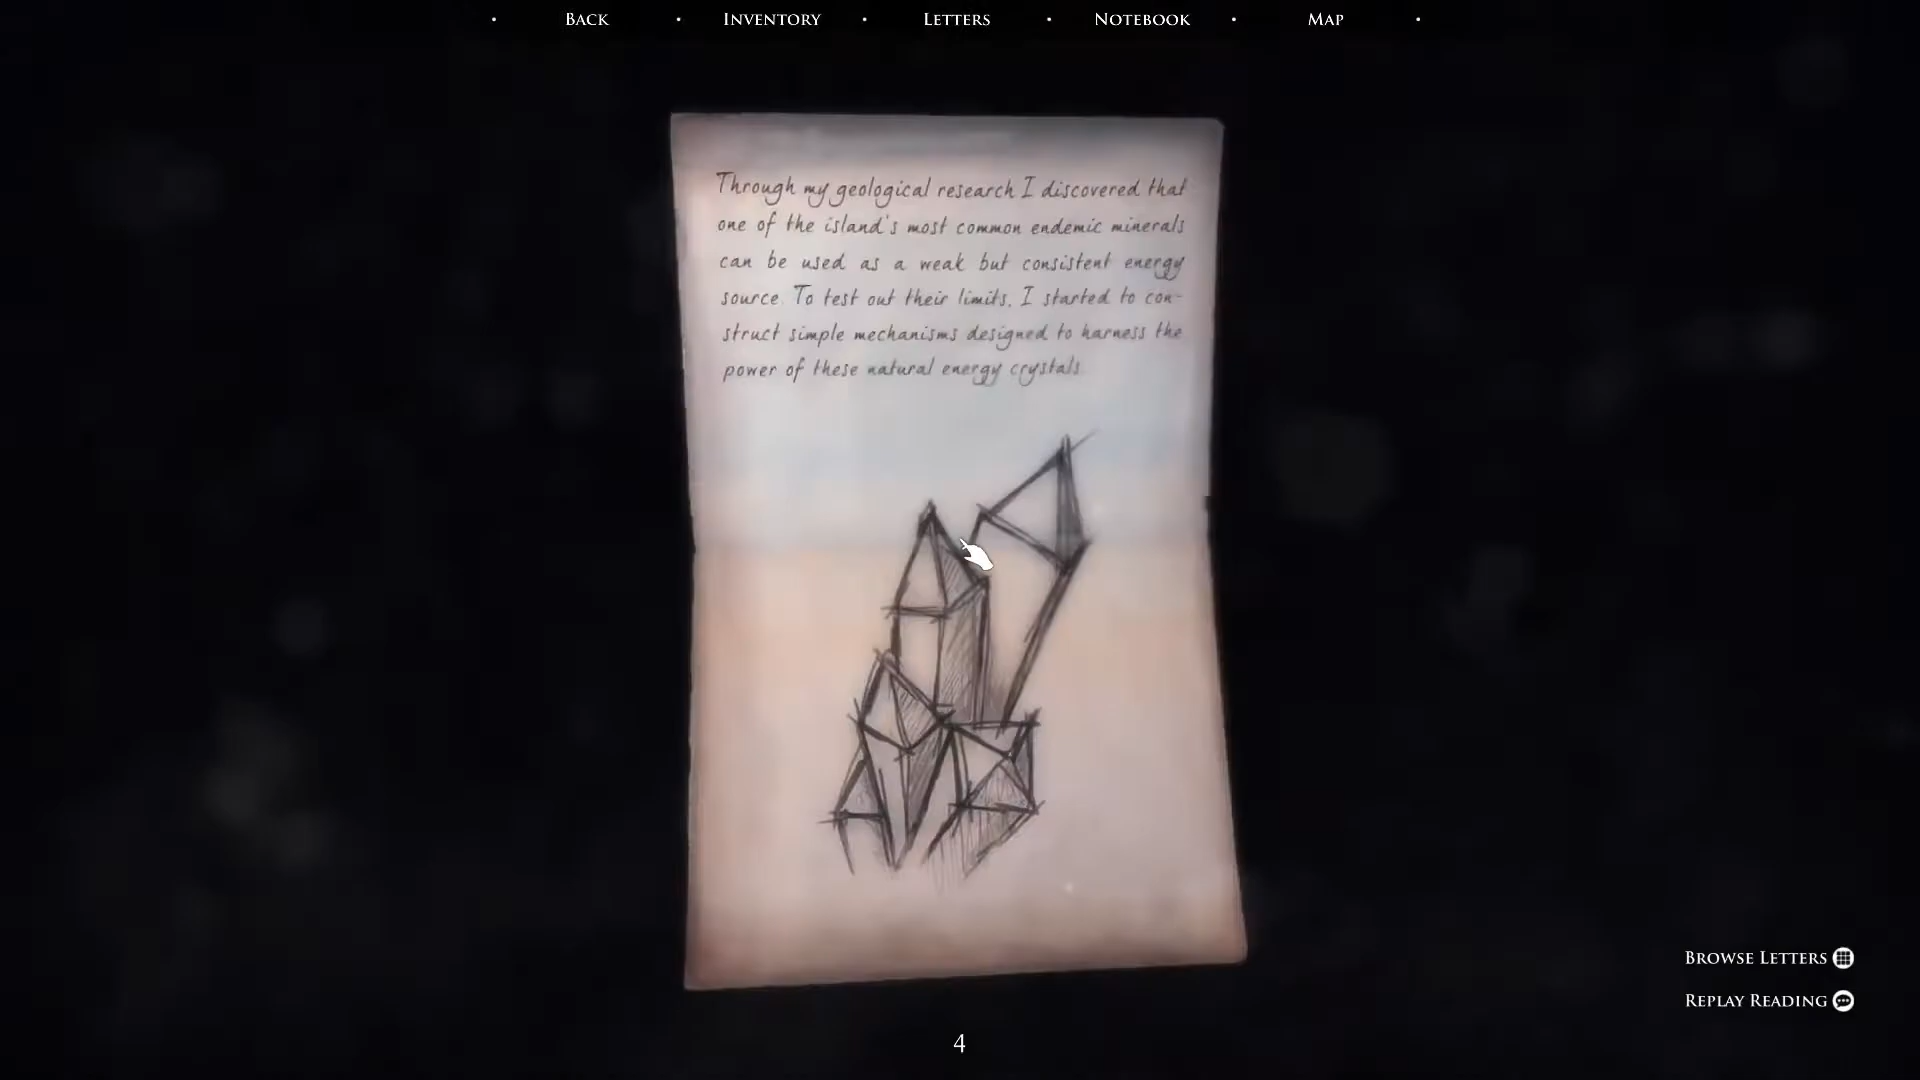 Back
Inventory
Letters
Notebook
Map
Through my geological research I discovered that
one of the island's most common endemic minerals
can be used as a weak but consistent energy
source. To test out their limits, I started to con-
struct simple mechanisms designed to harness the
power of these natural energy crystals.
Browse Letters
Replay Reading
4